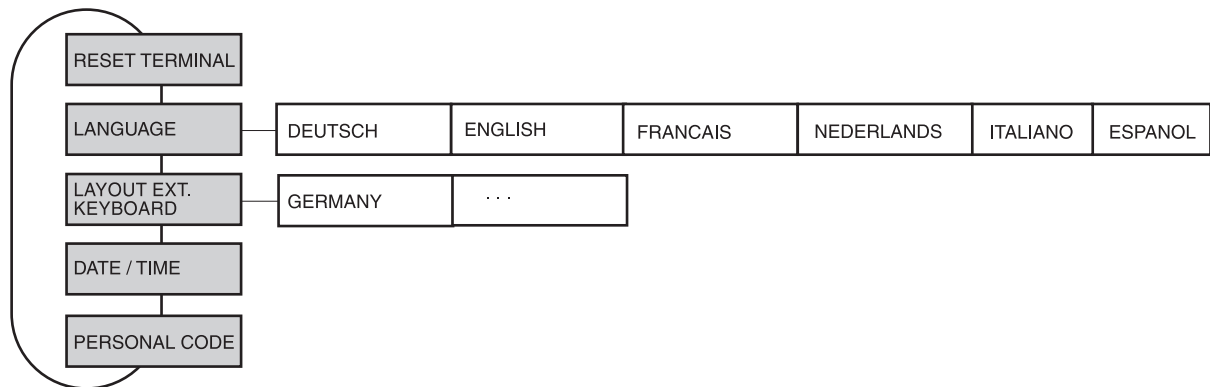 RESET TERMINAL
LANGUAGE
DEUTSCH
ENGLISH
FRANCAIS
NEDERLANDS
ITALIANO
ESPANOL
LAYOUT EXT.
KEYBOARD
GERMANY
. . .
DATE / TIME
PERSONAL CODE